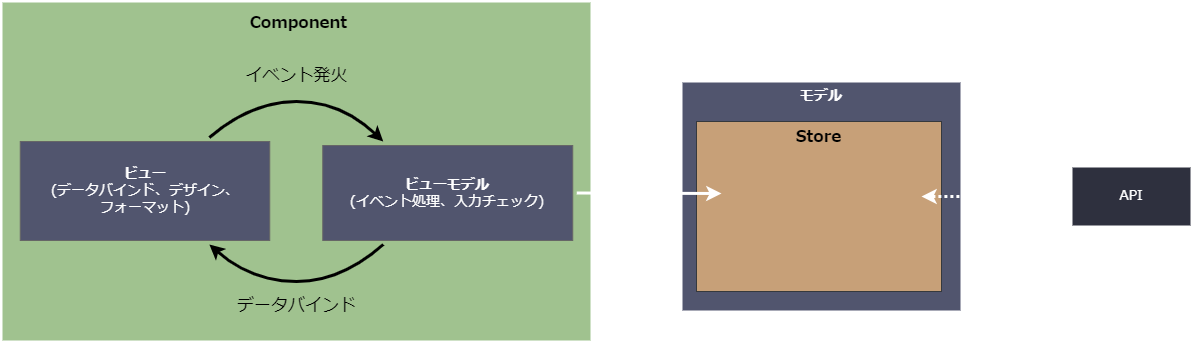 Component
イベント発火
ビュー
(データバインド、デザイン、
フォーマット)
ビューモデル
(イベント処理、入力チェック)
データバインド
モデル
Store
API